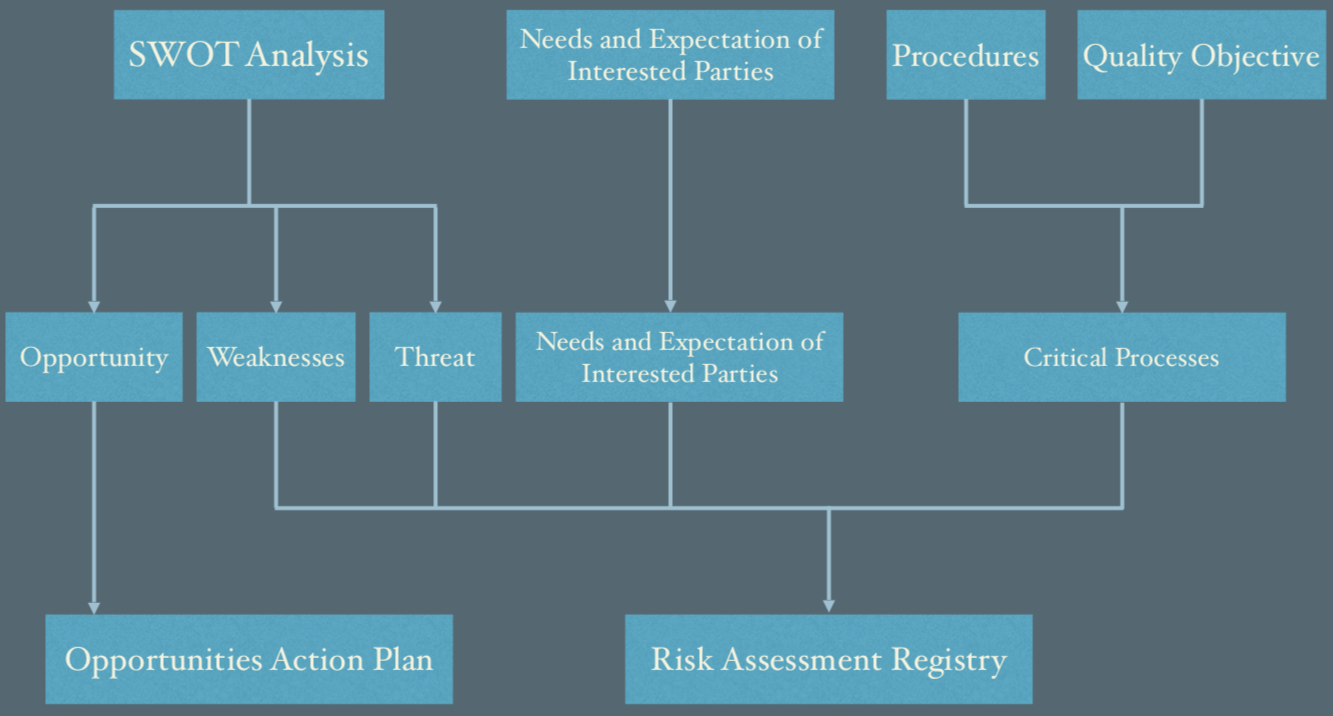 SWOT Analysis
Needs and Expectation of
Interested Parties
Procedures
Quality Objective
Opportunity
Weaknesses
Threat
Needs and Expectation of
Interested Parties
Critical Processes
Opportunities Action Plan
Risk Assessment Registry